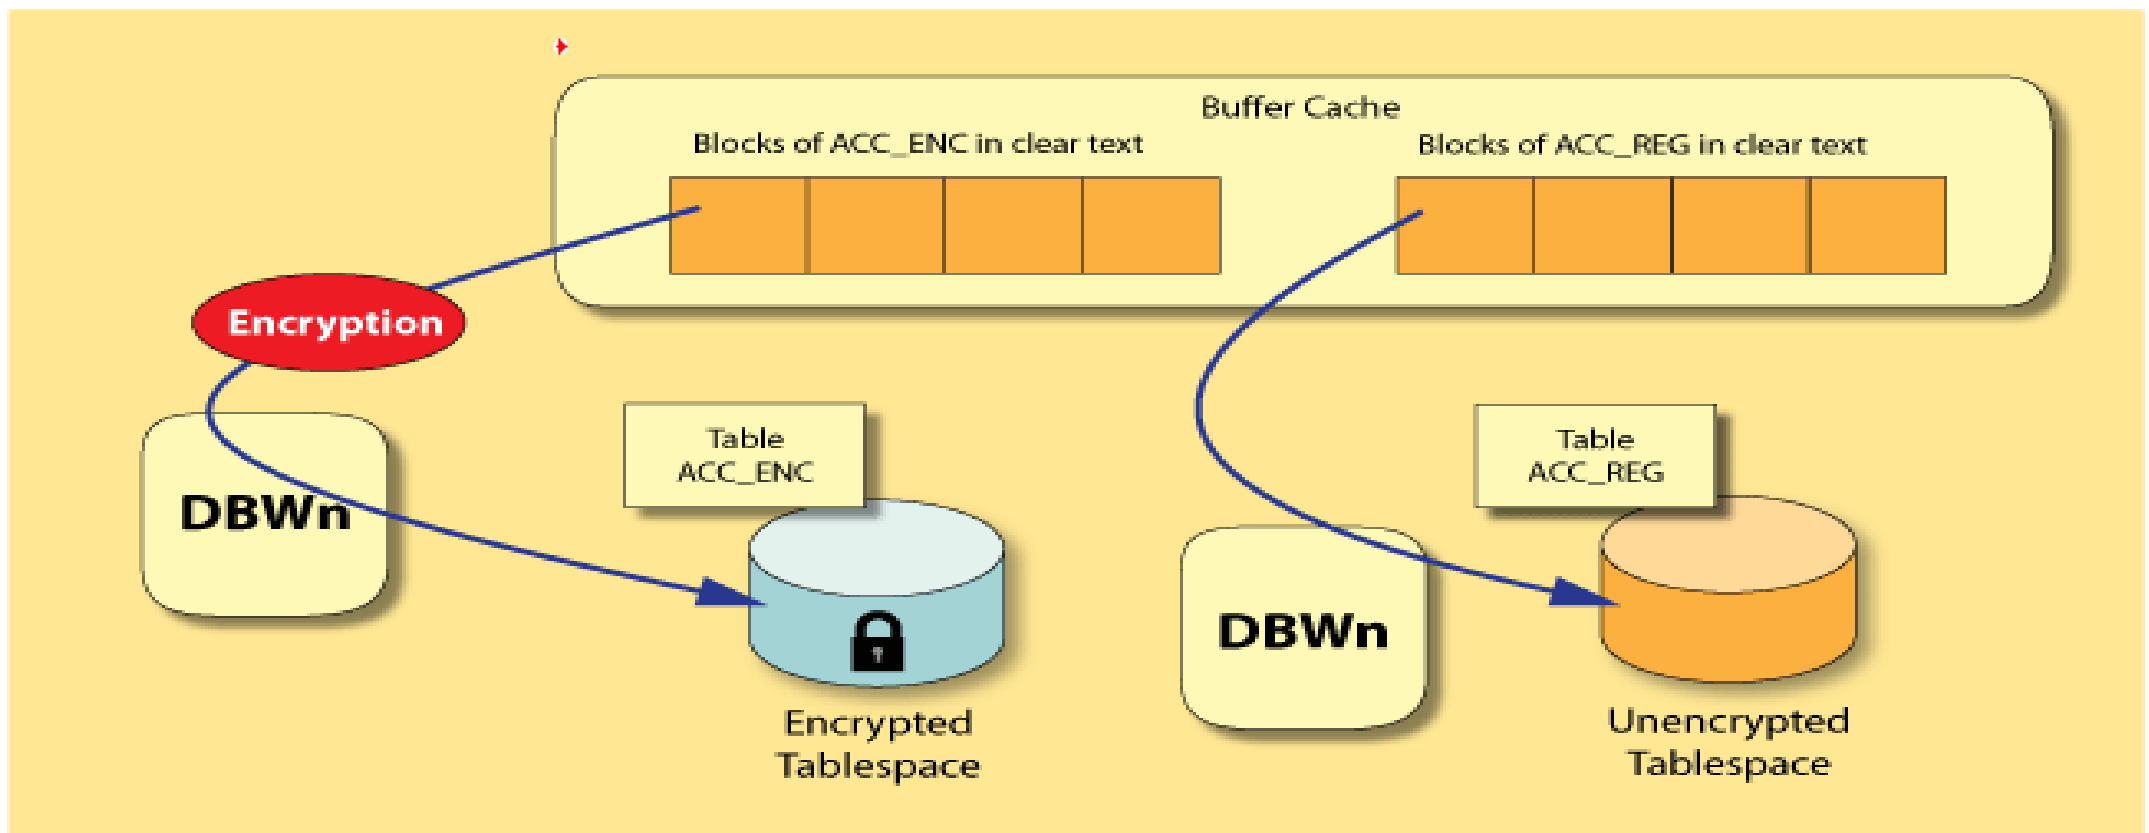 Buffer Cache
Blocks of ACC_ENC in clear text
Blocks of ACC_REG in clear text
Encryption
DBWn
Table
ACC_ENC
Encrypted
Tablespace
DBWn
Table
ACC_REG
Unencrypted
Tablespace